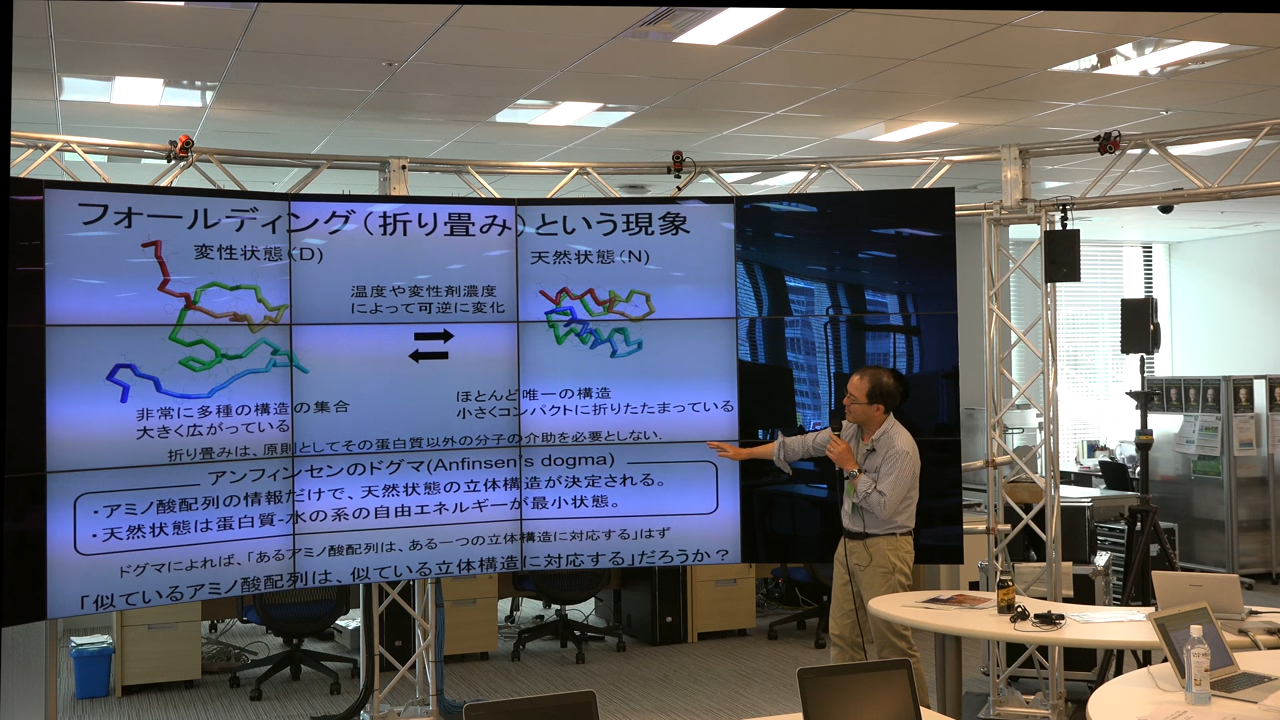 フォールディング(折り畳み)という現象
変性状態(D)
天然状態(N)
温度や変性剤濃度
によって可逆に変化
非常に多種の構造の集合
大きく広がっている
ほとんど唯一の構造
小さくコンパクトに折りたたまっている
折り畳みは、原則としてその蛋白質以外の分子の介助を必要としない.
アンフィンセンのドグマ(Anfinsen's dogma)
・アミノ酸配列の情報だけで、天然状態の立体構造が決定される。
・天然状態は蛋白質-水の系の自由エネルギーが最小状態。
ドグマによれば、「あるアミノ酸配列は、ある一つの立体構造に対応する」はず
「似ているアミノ酸配列は、似ている立体構造に対応する」だろうか？